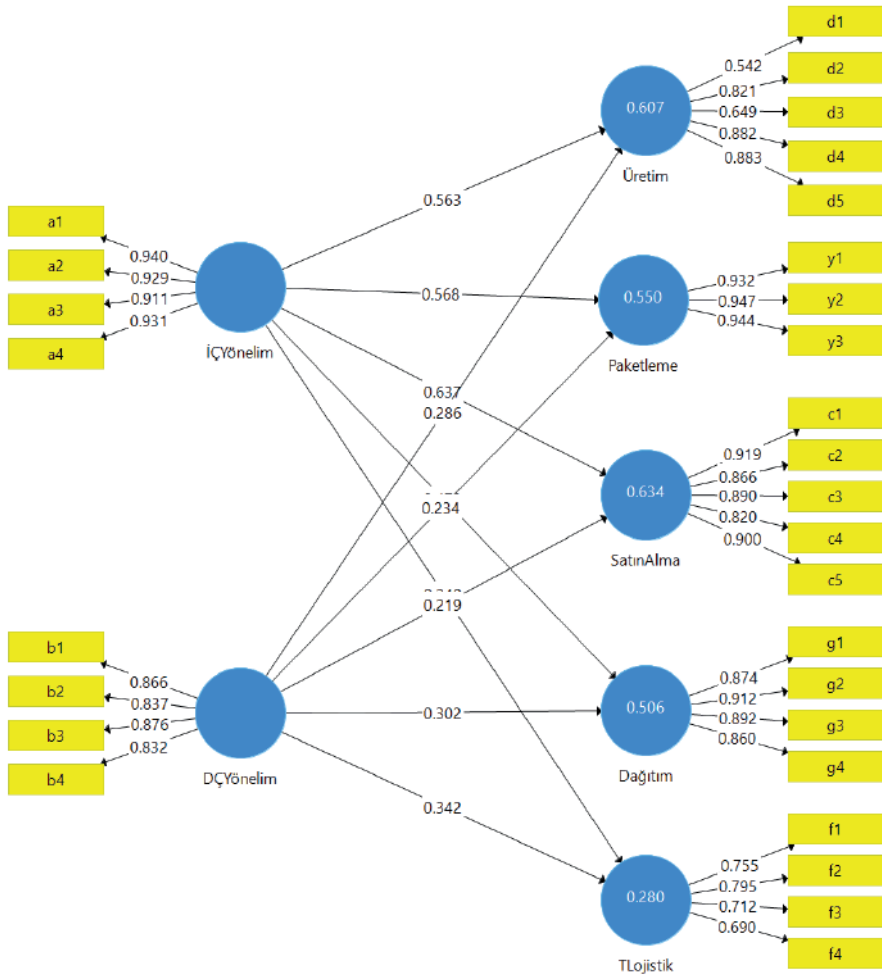 d1
0.542
d2
0.821
0.607
0.649
d3
0.882
d4
0.883
Üretim
d5
0.563
a1
0.940
a2
0.929
a3
0.911
0.931
a4
İÇYönelim
0.568
y1
0.932
0.550
0.947
y2
0.944
y3
Paketleme
0.637
0.286
c1
0.919
c2
0.866
0.634
0.890
c3
0.820
c4
0.900
SatınAlma
c5
0.234
0.219
b1
0.866
b2
0.837
b3
0.876
0.832
b4
DÇYönelim
0.302
g1
0.874
g2
0.506
0.912
0.892
g3
0.860
g4
Dağıtım
0.342
f1
0.755
f2
0.280
0.795
0.712
f3
0.690
f4
TLojistik